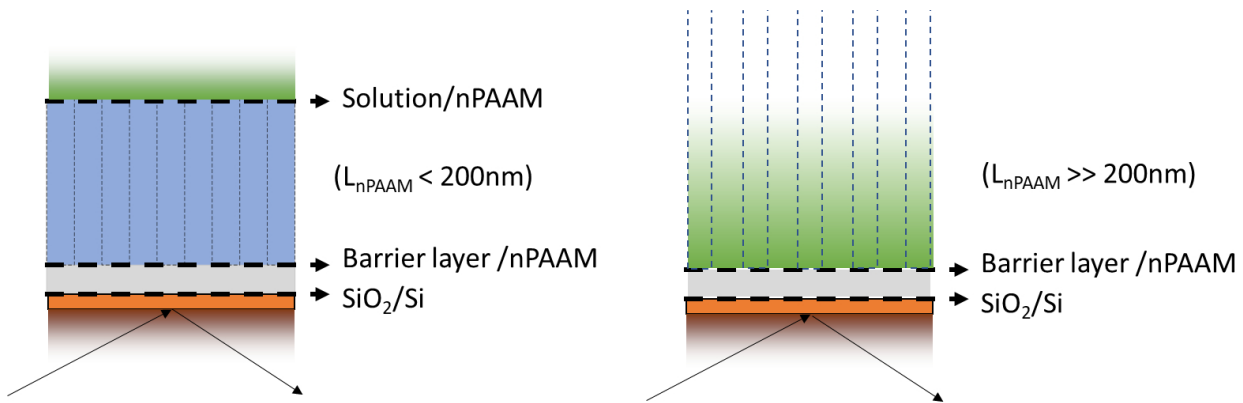 Solution/nPAAM
(LnPAAM < 200nm)
Barrier layer /nPAAM
SiO₂/Si
(LnPAAM >> 200nm)
Barrier layer /nPAAM
SiO₂/Si